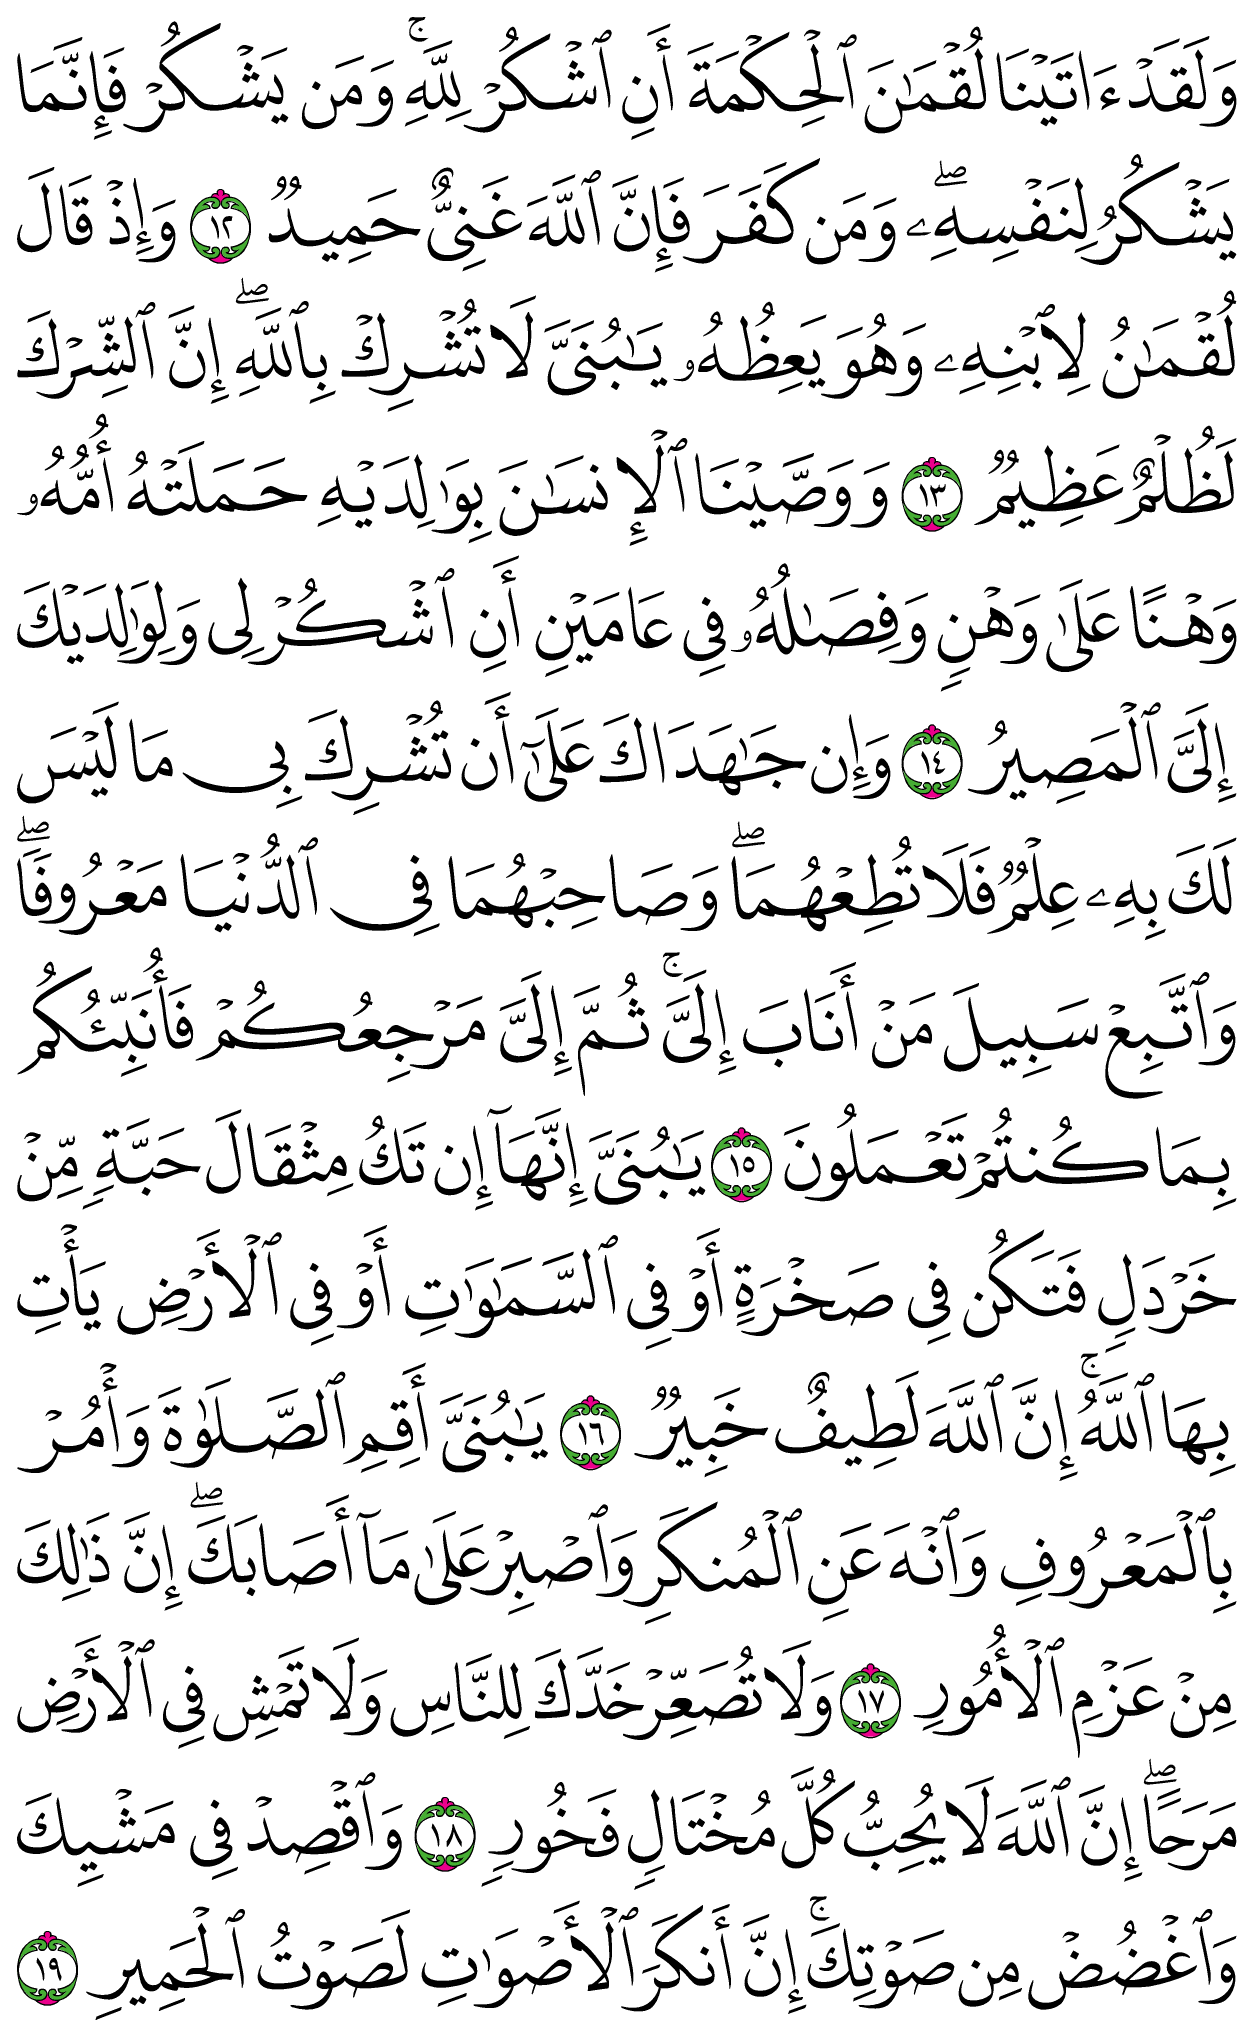 وَلَقَدْ ءَاتَيْنَا لُقْمَـٰنَ ٱلْحِكْمَةَ أَنِ ٱشْكُرْ لِلَّهِ ۚ وَمَن يَشْكُرْ فَإِنَّمَا
يَشْكُرُ لِنَفْسِهِۦ ۖ وَمَن كَفَرَ فَإِنَّ ٱللَّهَ غَنِىٌّ حَمِيدٌ ١٢ وَإِذْ قَالَ
لُقْمَـٰنُ لِٱبْنِهِۦ وَهُوَ يَعِظُهُۥ يَـٰبُنَىَّ لَا تُشْرِكْ بِٱللَّهِ ۖ إِنَّ ٱلشِّرْكَ
لَظُلْمٌ عَظِيمٌ ١٣ وَوَصَّيْنَا ٱلْإِنسَـٰنَ بِوَٰلِدَيْهِ حَمَلَتْهُ أُمُّهُۥ
وَهْنًا عَلَىٰ وَهْنٍ وَفِصَـٰلُهُۥ فِى عَامَيْنِ أَنِ ٱشْكُرْ لِى وَلِوَٰلِدَيْكَ
إِلَىَّ ٱلْمَصِيرُ ١٤ وَإِن جَـٰهَدَاكَ عَلَىٰٓ أَن تُشْرِكَ بِى مَا لَيْسَ
لَكَ بِهِۦ عِلْمٌ فَلَا تُطِعْهُمَا ۖ وَصَاحِبْهُمَا فِى ٱلدُّنْيَا مَعْرُوفًا ۖ
وَٱتَّبِعْ سَبِيلَ مَنْ أَنَابَ إِلَىَّ ۚ ثُمَّ إِلَىَّ مَرْجِعُكُمْ فَأُنَبِّئُكُم
بِمَا كُنتُمْ تَعْمَلُونَ ١٥ يَـٰبُنَىَّ إِنَّهَآ إِن تَكُ مِثْقَالَ حَبَّةٍ مِّنْ
خَرْدَلٍ فَتَكُن فِى صَخْرَةٍ أَوْ فِى ٱلسَّمَـٰوَٰتِ أَوْ فِى ٱلْأَرْضِ يَأْتِ
بِهَا ٱللَّهُ ۚ إِنَّ ٱللَّهَ لَطِيفٌ خَبِيرٌ ١٦ يَـٰبُنَىَّ أَقِمِ ٱلصَّلَوٰةَ وَأْمُرْ
بِٱلْمَعْرُوفِ وَٱنْهَ عَنِ ٱلْمُنكَرِ وَٱصْبِرْ عَلَىٰ مَآ أَصَابَكَ ۖ إِنَّ ذَٰلِكَ
مِنْ عَزْمِ ٱلْأُمُورِ ١٧ وَلَا تُصَعِّرْ خَدَّكَ لِلنَّاسِ وَلَا تَمْشِ فِى ٱلْأَرْضِ
مَرَحًا ۖ إِنَّ ٱللَّهَ لَا يُحِبُّ كُلَّ مُخْتَالٍ فَخُورٍ ١٨ وَٱقْصِدْ فِى مَشْيِكَ
وَٱغْضُضْ مِن صَوْتِكَ ۚ إِنَّ أَنكَرَ ٱلْأَصْوَٰتِ لَصَوْتُ ٱلْحَمِيرِ ١٩